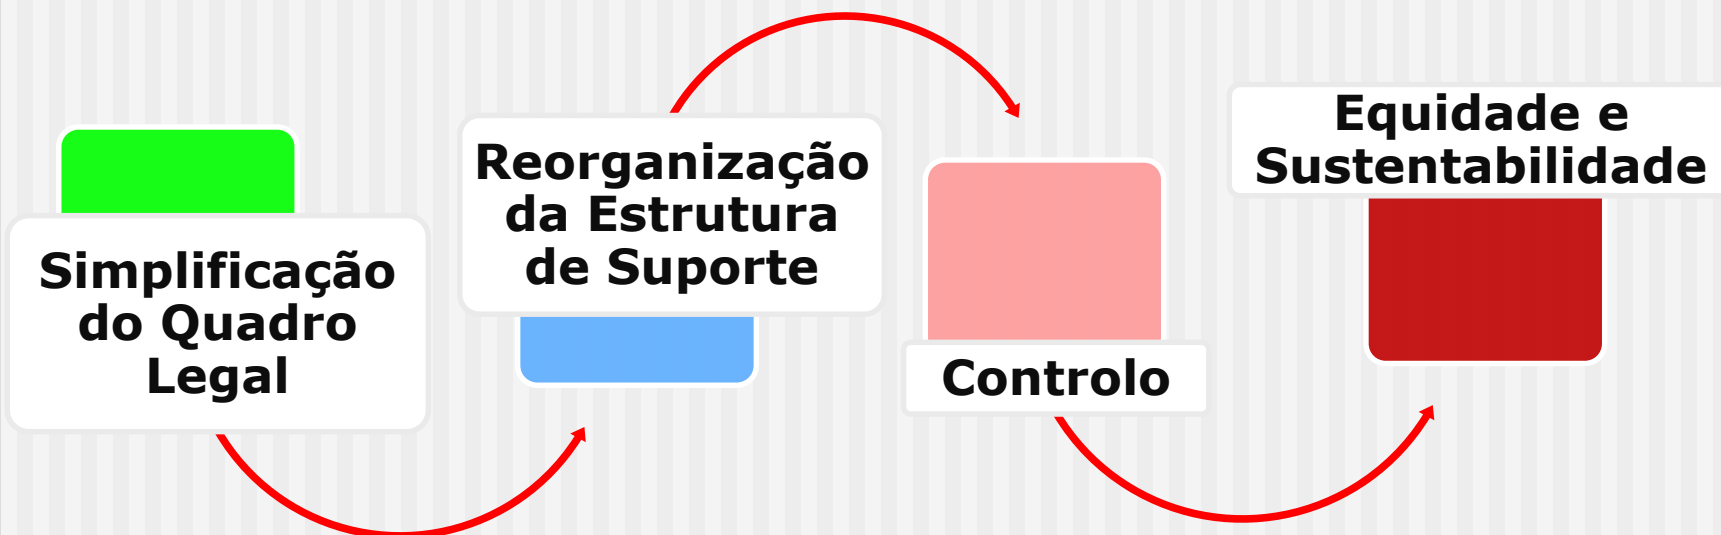 Simplificação
do Quadro
Legal
Reorganização
da Estrutura
de Suporte
Controlo
Equidade e
Sustentabilidade